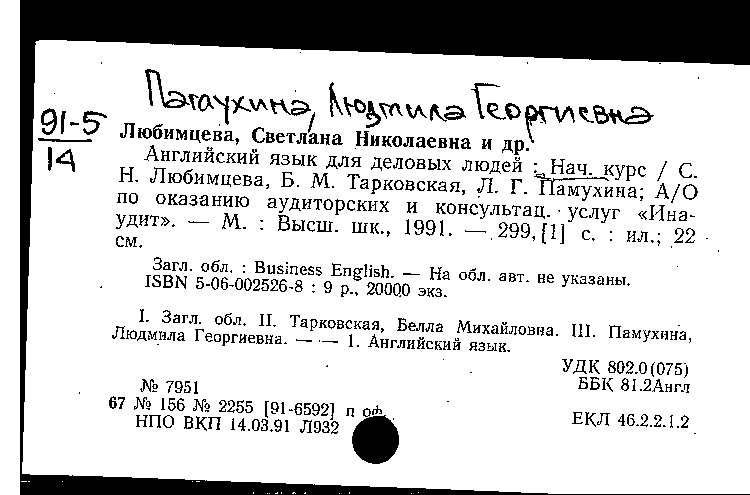 Памухина, Людмила Георгиевна
91-5
14
Любимцева, Светлана Николаевна и др.
Английский язык для деловых людей : Нач. курс / С.
Н. Любимцева, Б. М. Тарковская, Л. Г. Памухина; А/О
по оказанию аудиторских и консультац. услуг «Ина-
удит». — М. : Высш. шк., 1991. — 299, [1] с. : ил.; 22
см.
Загл. обл. : Business English. — На обл. авт. не указаны.
ISBN 5-06-002526-8 : 9 р., 20000 экз.
I. Загл. обл. II. Тарковская, Белла Михайловна. III. Памухина,
Людмила Георгиевна. — — 1. Английский язык.
УДК 802.0(075)
ББК 81.2Англ
№ 7951
67 № 156 № 2255 [91-6592] п оф.
НПО ВКП 14.03.91 Л932
ЕКЛ 46.2.2.1.2